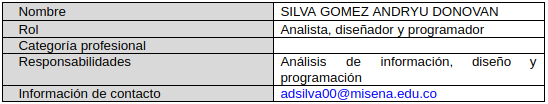 Nombre SILVA GOMEZ ANDRYU DONOVAN
Rol Analista, diseñador y programador
Categoría profesional
Responsabilidades Análisis de información, diseño y
programación
Información de contacto adsilva00@misena.edu.co